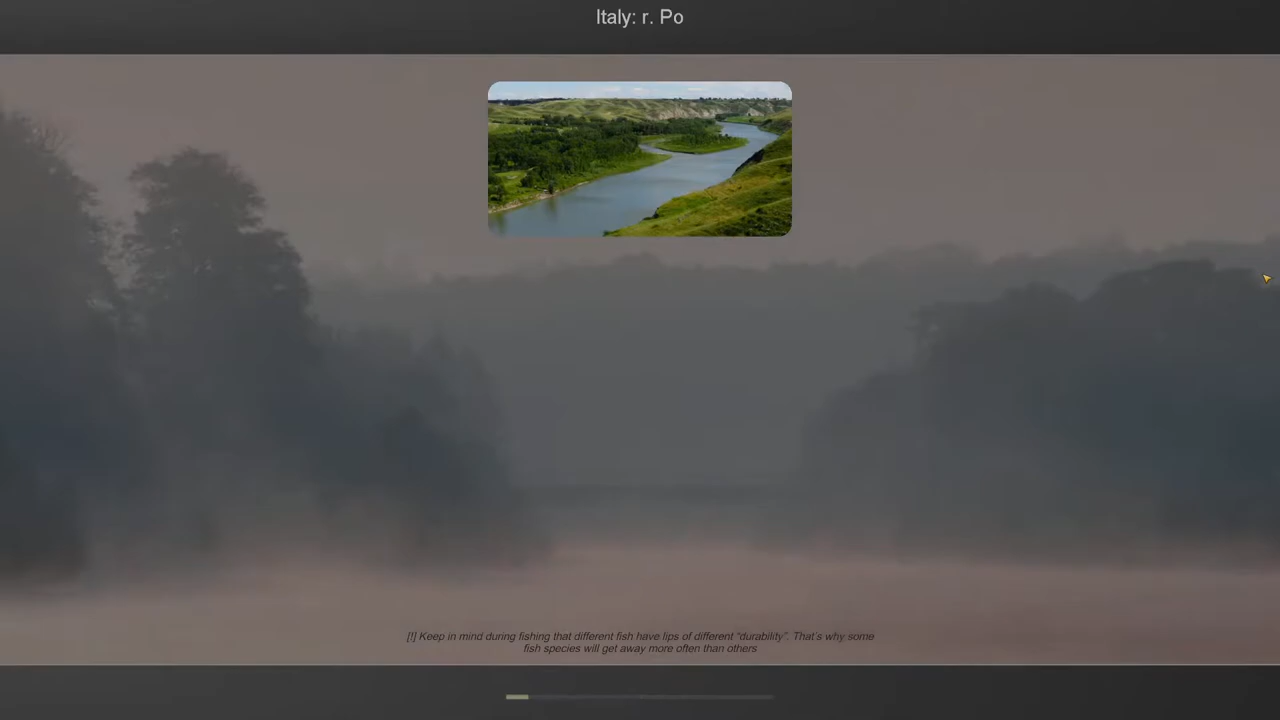 Italy: r. Po
[!] Keep in mind during fishing that different fish have lips of different “durability”. That’s why some
fish species will get away more often than others